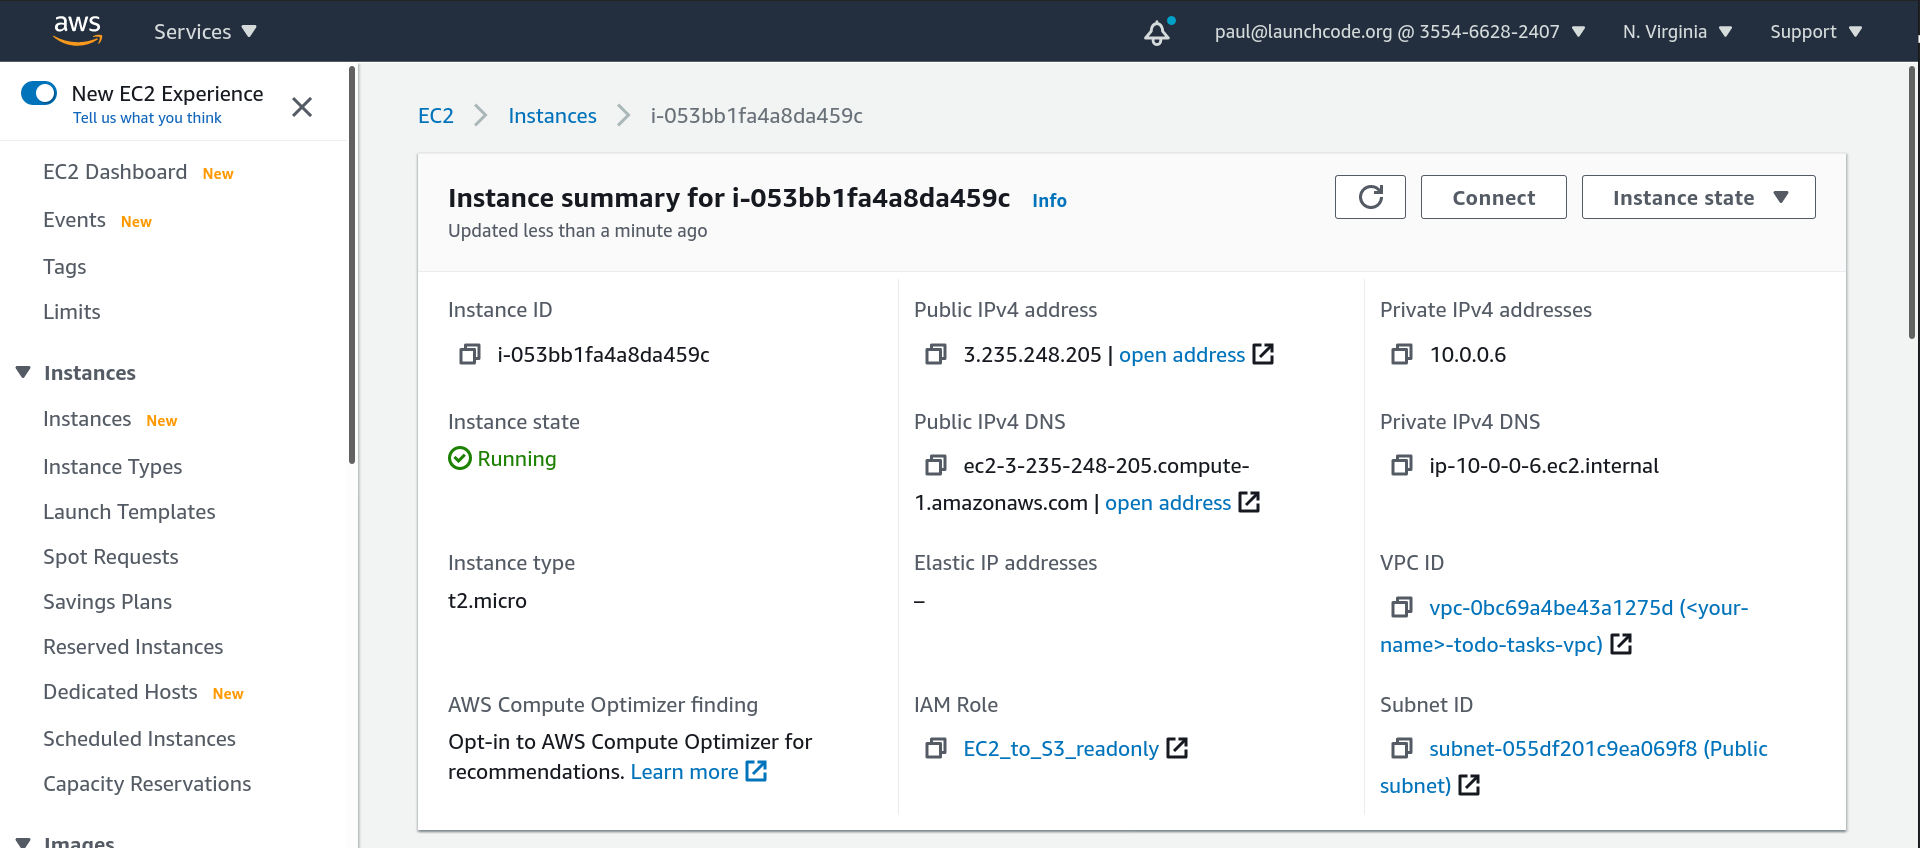 aws
Services
paul@launchcode.org @ 3554-6628-2407
N. Virginia
Support
New EC2 Experience
Tell us what you think
EC2 Dashboard New
Events New
Tags
Limits
Instances
Instances New
Instance Types
Launch Templates
Spot Requests
Savings Plans
Reserved Instances
Dedicated Hosts New
Scheduled Instances
Capacity Reservations
Images
EC2 Instances i-053bb1fa4a8da459c
Instance summary for i-053bb1fa4a8da459c Info
Updated less than a minute ago
Connect
Instance state
Instance ID
i-053bb1fa4a8da459c
Public IPv4 address
3.235.248.205 | open address
Private IPv4 addresses
10.0.0.6
Instance state
Running
Public IPv4 DNS
ec2-3-235-248-205.compute-
1.amazonaws.com | open address
Private IPv4 DNS
ip-10-0-0-6.ec2.internal
Instance type
t2.micro
Elastic IP addresses
–
VPC ID
vpc-0bc69a4be43a1275d (<your-
name>-todo-tasks-vpc)
AWS Compute Optimizer finding
Opt-in to AWS Compute Optimizer for
recommendations. Learn more
IAM Role
EC2_to_S3_readonly
Subnet ID
subnet-055df201c9ea069f8 (Public
subnet)